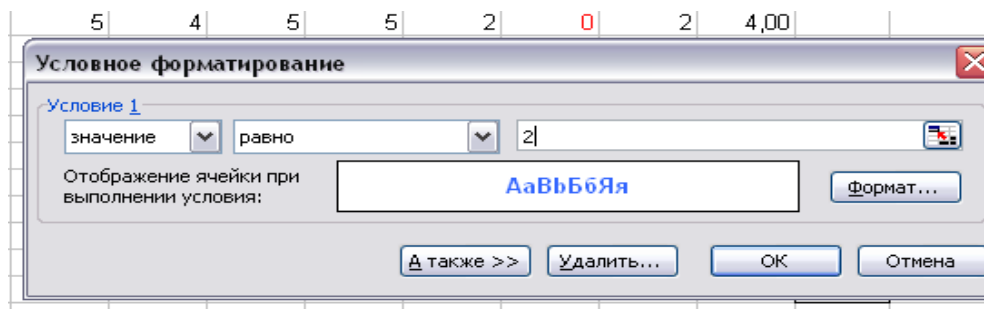 5 4 5 5 2 0 2 4,00
Условное форматирование
Условие 1
значение равно 2
Отображение ячейки при выполнении условия:
АаВbБбЯя
Формат...
А также >> Удалить... ОК Отмена